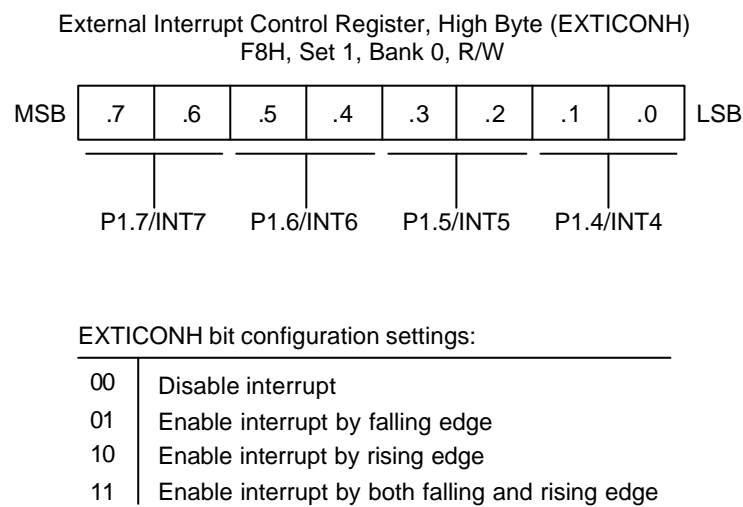 External Interrupt Control Register, High Byte (EXTICONH)
F8H, Set 1, Bank 0, R/W
MSB .7 .6 .5 .4 .3 .2 .1 .0 LSB
P1.7/INT7 P1.6/INT6 P1.5/INT5 P1.4/INT4
EXTICONH bit configuration settings:
00 Disable interrupt
01 Enable interrupt by falling edge
10 Enable interrupt by rising edge
11 Enable interrupt by both falling and rising edge